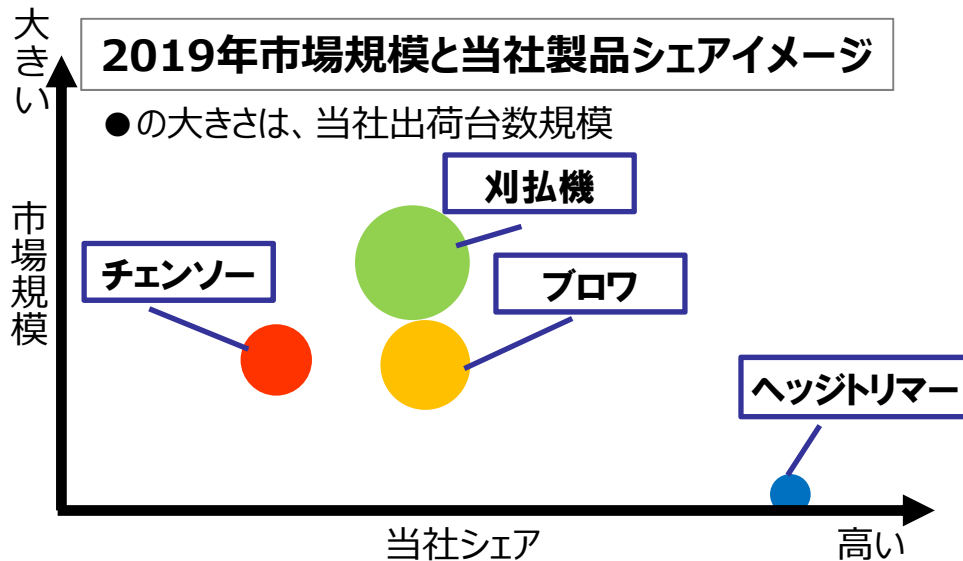 大きい
2019年市場規模と当社製品シェアイメージ
●の大きさは、当社出荷台数規模
刈払機
市場規模
チェンソー
ブロワ
ヘッジトリマー
当社シェア
高い